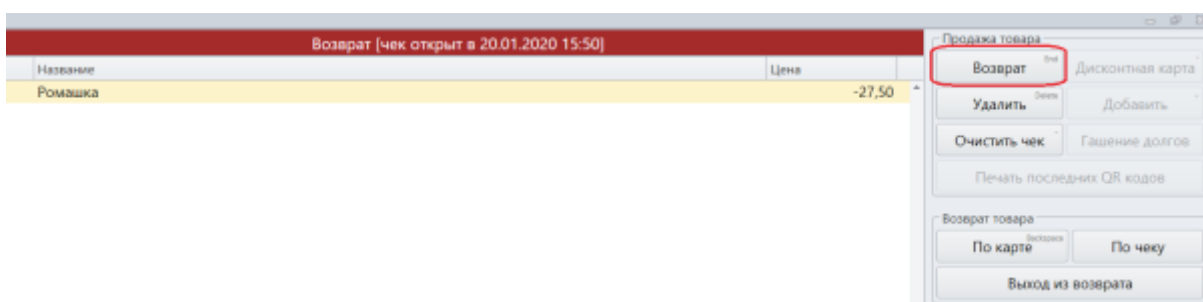 Возврат [чек открыт в 20.01.2020 15:50]
Название Цена
Ромашка -27,50
Продажа товара
Возврат End Дисконтная карта
Удалить Delete Добавить
Очистить чек Гашение долгов
Печать последних QR кодов
Возврат товара
По карте Backspace По чеку
Выход из возврата